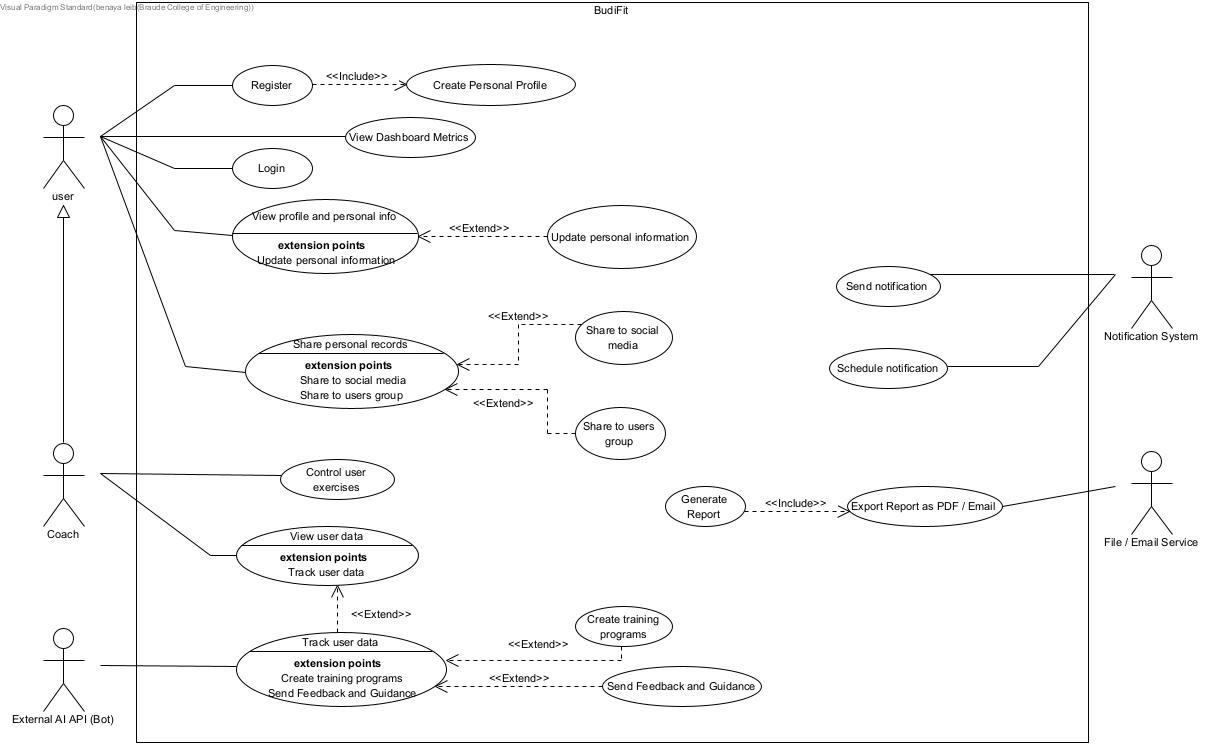 Visual Paradigm Standard(benaya leib(Braude College of Engineering))
BudiFit
Register
<<Include>>
Create Personal Profile
View Dashboard Metrics
Login
user
View profile and personal info
extension points
Update personal information
<<Extend>>
Update personal information
Send notification
Notification System
Schedule notification
Share personal records
extension points
Share to social media
Share to users group
<<Extend>>
Share to social
media
<<Extend>>
Share to users
group
Coach
Control user
exercises
Generate
Report
<<Include>>
Export Report as PDF / Email
File / Email Service
View user data
extension points
Track user data
<<Extend>>
Track user data
extension points
Create training programs
Send Feedback and Guidance
<<Extend>>
Create training
programs
<<Extend>>
Send Feedback and Guidance
External AI API (Bot)